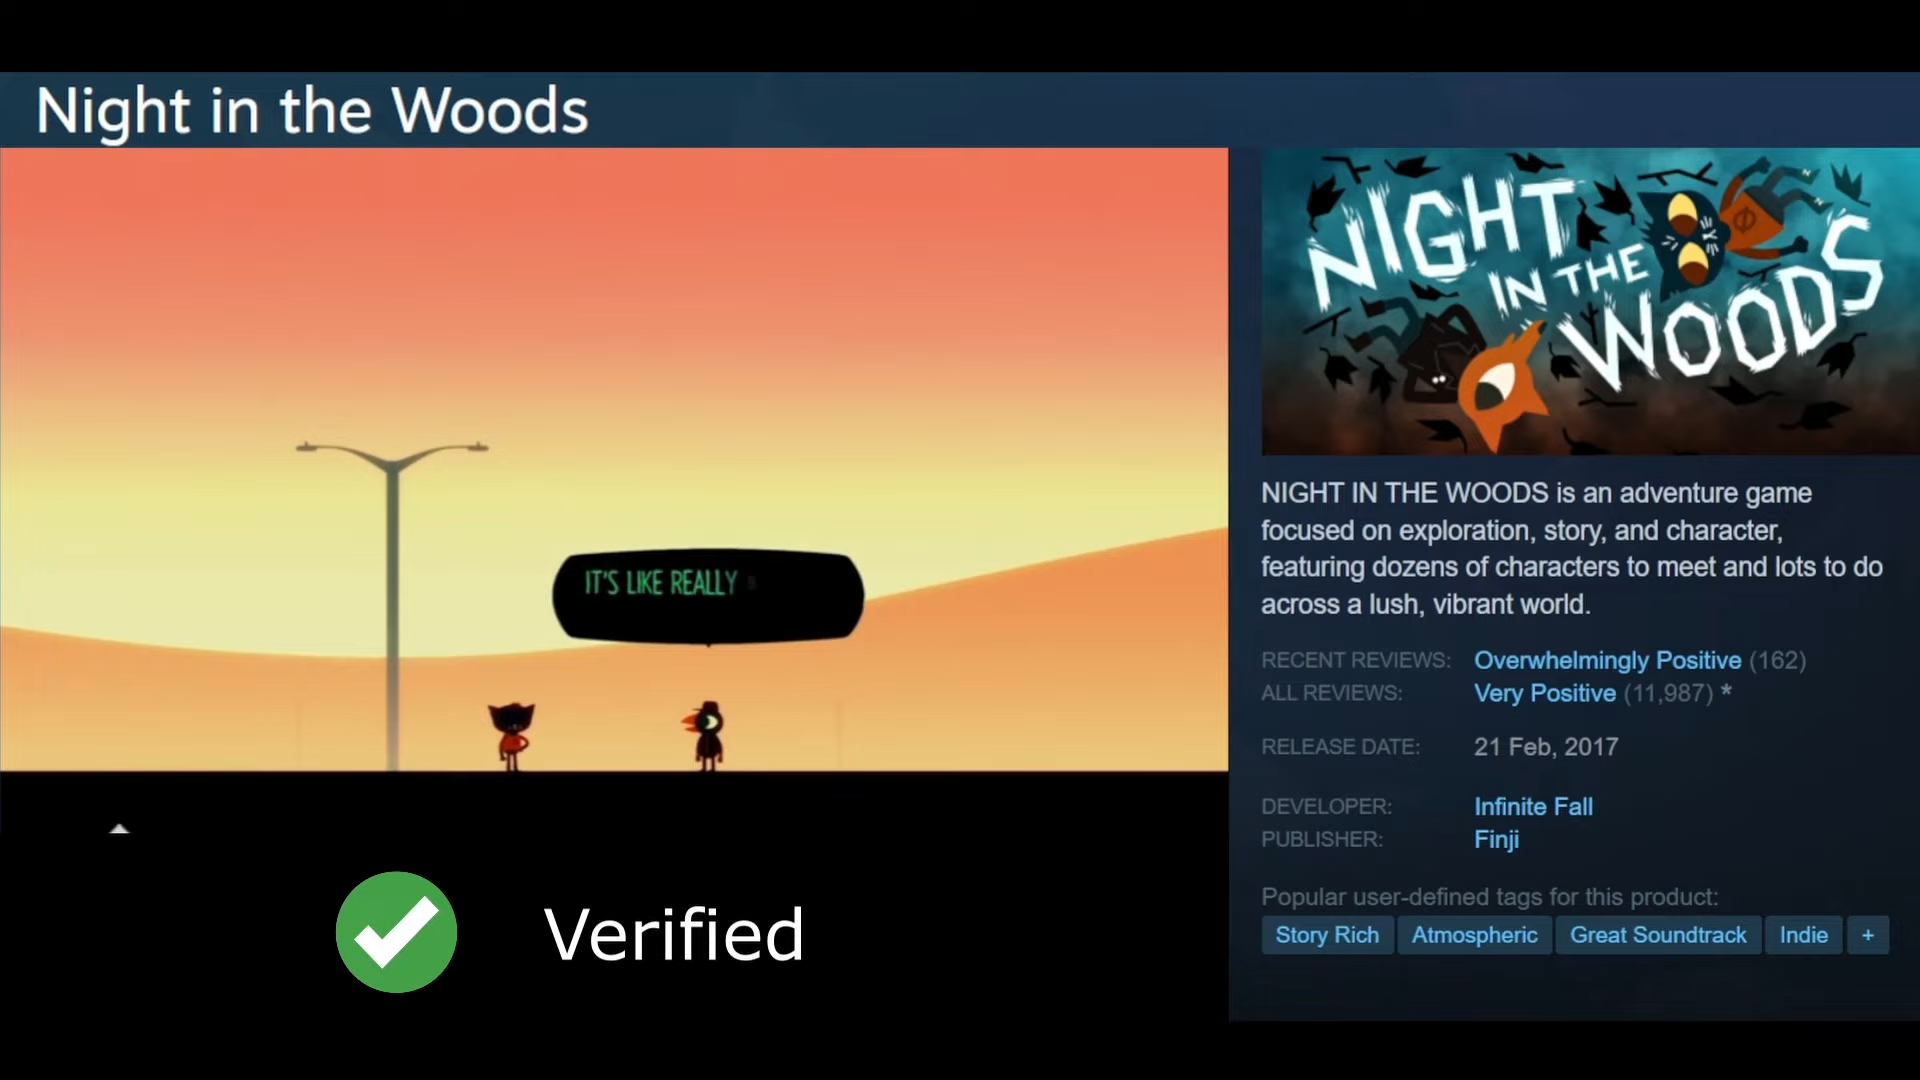 Night in the Woods
IT'S LIKE REALLY
NIGHT
IN THE
WOODS
NIGHT IN THE WOODS is an adventure game
focused on exploration, story, and character,
featuring dozens of characters to meet and lots to do
across a lush, vibrant world.
RECENT REVIEWS: Overwhelmingly Positive (162)
ALL REVIEWS: Very Positive (11,987) *
RELEASE DATE: 21 Feb, 2017
DEVELOPER: Infinite Fall
PUBLISHER: Finji
Popular user-defined tags for this product:
Story Rich Atmospheric Great Soundtrack Indie +
Verified